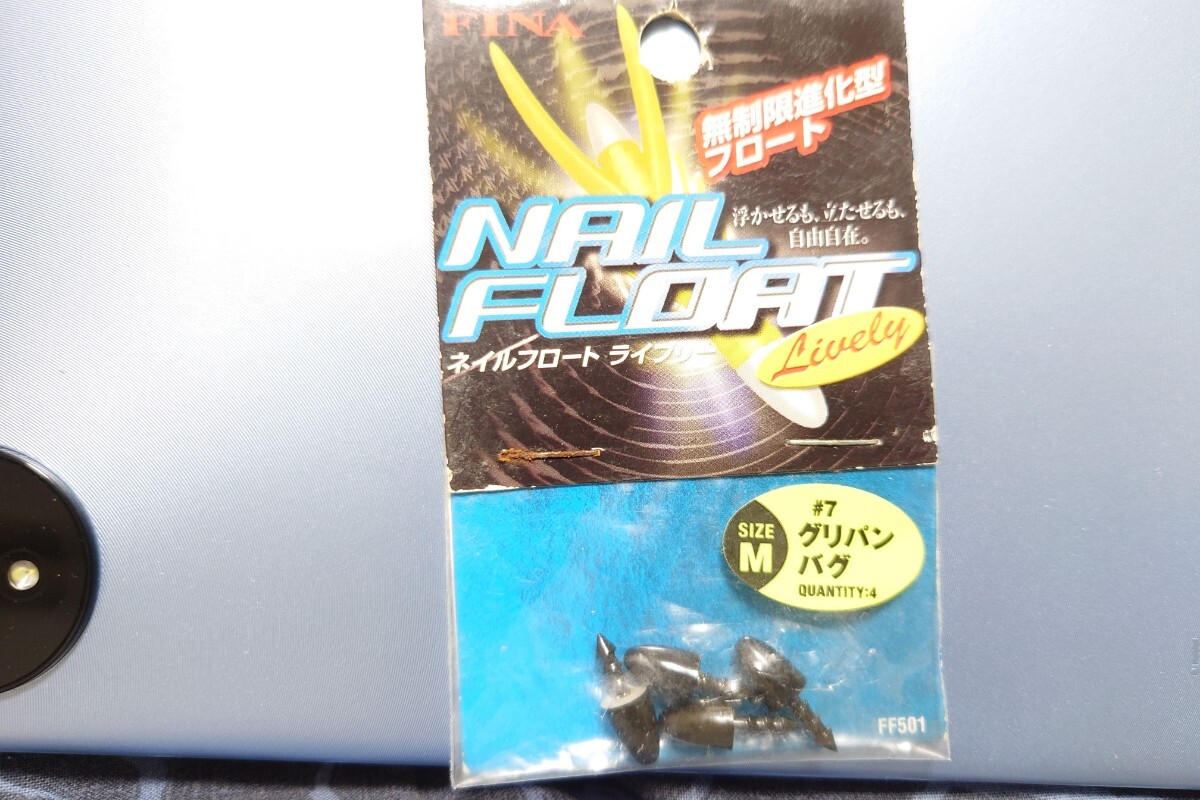 FINA
無制限進化型
フロート
浮かせるも、立たせるも、
自由自在。
NAIL
FLOAT
Lively
ネイルフロート ライブリー
#7
SIZE
M
グリパン
バグ
QUANTITY:4
FF501